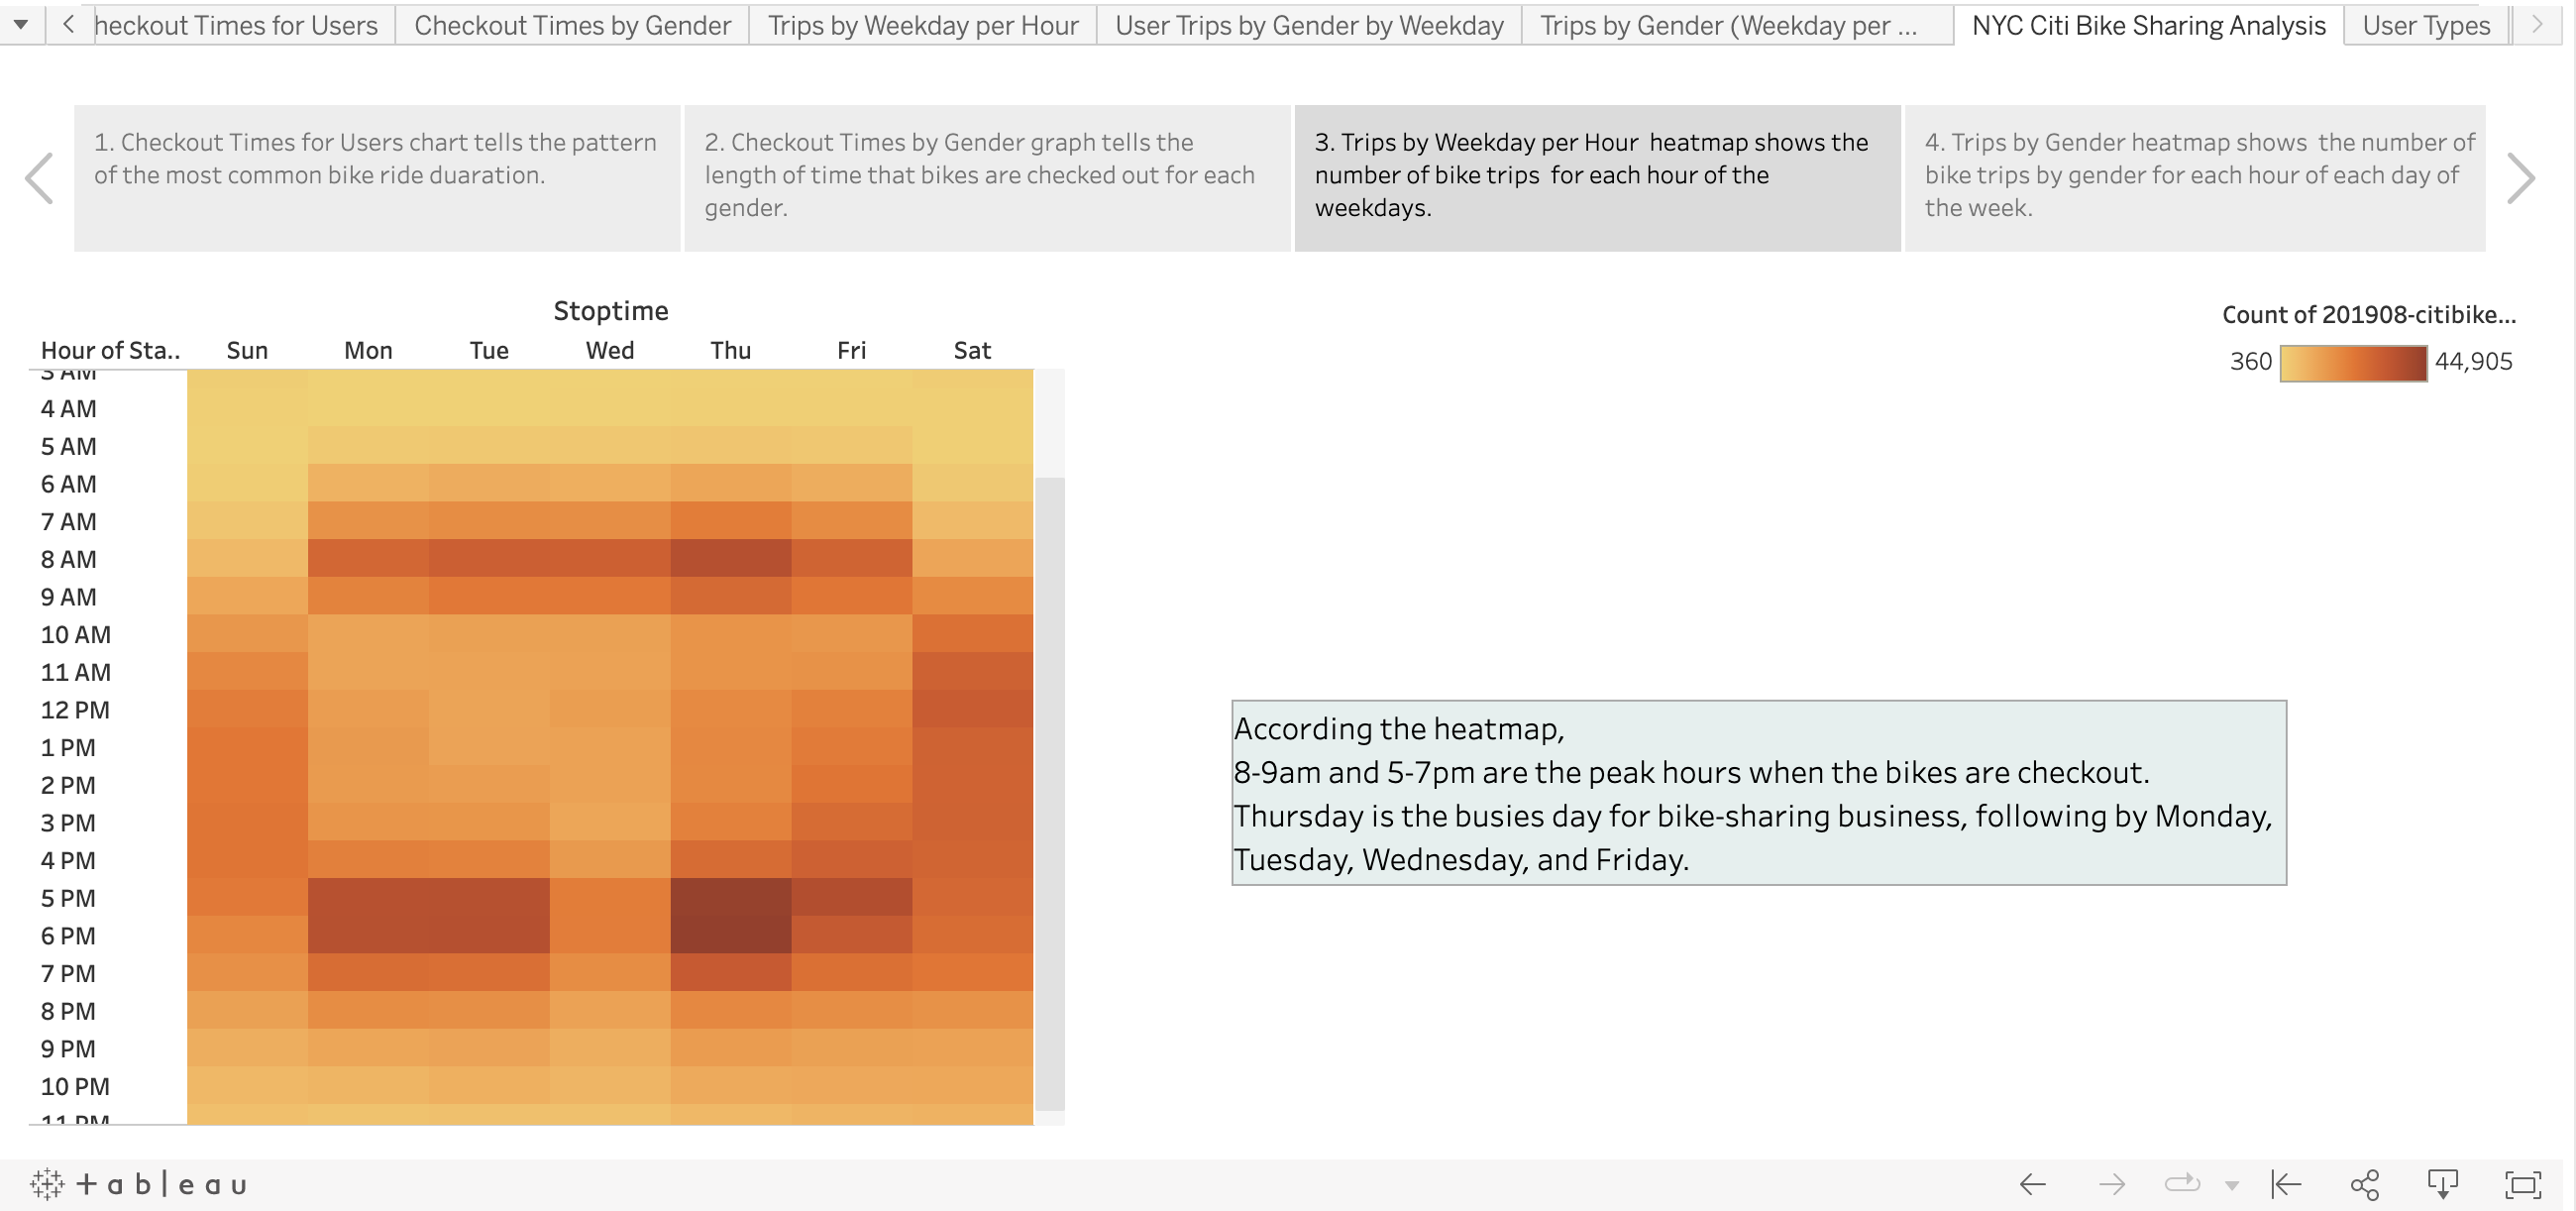 heckout Times for Users
Checkout Times by Gender
Trips by Weekday per Hour
User Trips by Gender by Weekday
Trips by Gender (Weekday per ...
NYC Citi Bike Sharing Analysis
User Types
1. Checkout Times for Users chart tells the pattern
of the most common bike ride duaration.
2. Checkout Times by Gender graph tells the
length of time that bikes are checked out for each
gender.
3. Trips by Weekday per Hour heatmap shows the
number of bike trips for each hour of the
weekdays.
4. Trips by Gender heatmap shows the number of
bike trips by gender for each hour of each day of
the week.
Stoptime
Hour of Sta.. Sun Mon Tue Wed Thu Fri Sat
3 AM
4 AM
5 AM
6 AM
7 AM
8 AM
9 AM
10 AM
11 AM
12 PM
1 PM
2 PM
3 PM
4 PM
5 PM
6 PM
7 PM
8 PM
9 PM
10 PM
11 PM
Count of 201908-citibike...
360 44,905
According the heatmap,
8-9am and 5-7pm are the peak hours when the bikes are checkout.
Thursday is the busies day for bike-sharing business, following by Monday,
Tuesday, Wednesday, and Friday.
+ableau